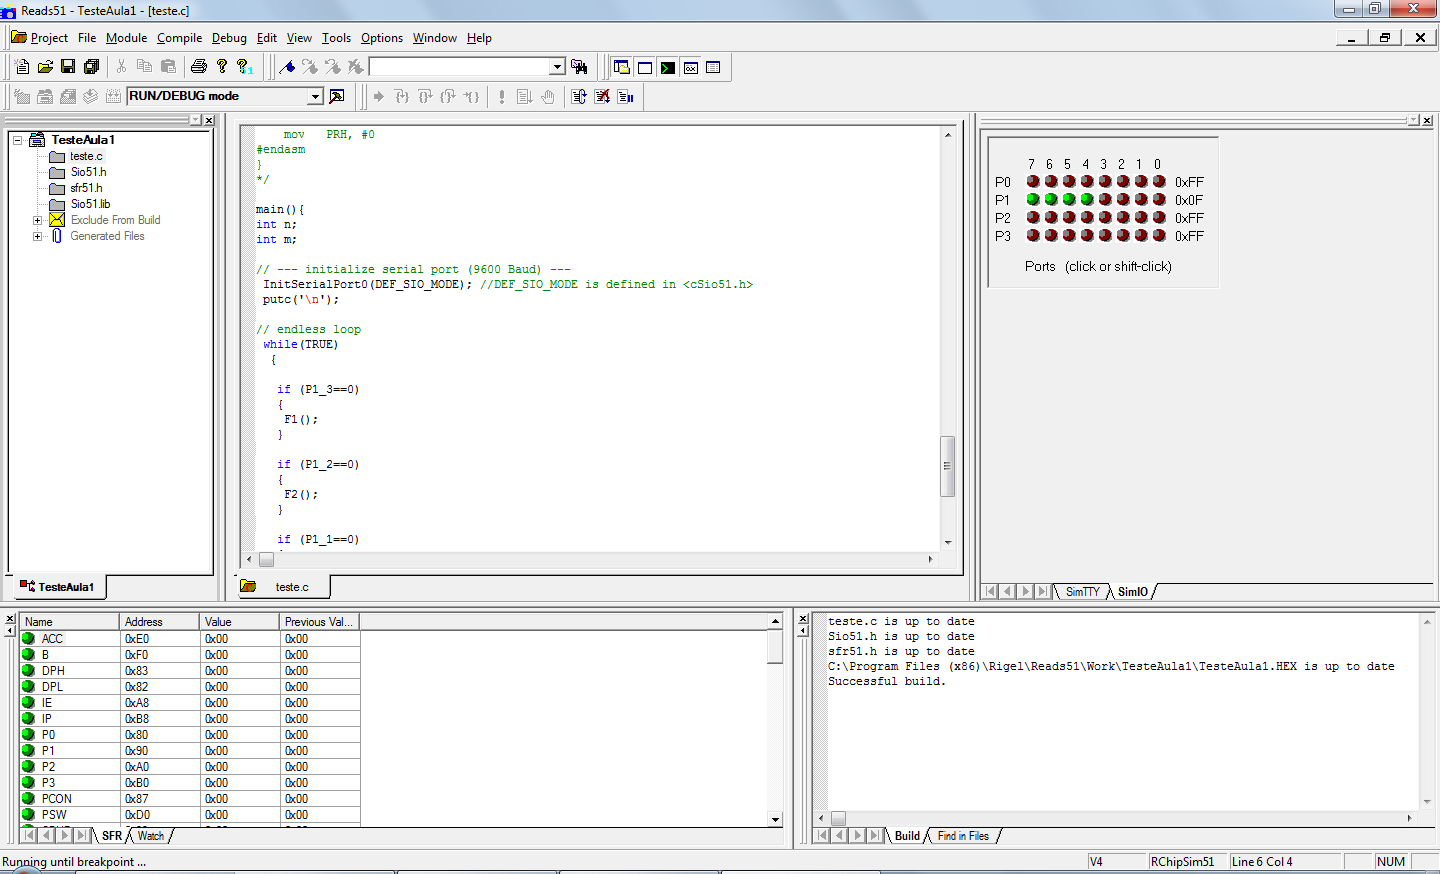 Reads51 - TesteAula1 - [teste.c]
Project File Module Compile Debug Edit View Tools Options Window Help
RUN/DEBUG mode
TesteAula1
teste.c
Sio51.h
sfr51.h
Sio51.lib
Exclude From Build
Generated Files
TesteAula1
mov PRH, #0
#endasm
}
*/
main(){
int n;
int m;
// --- initialize serial port (9600 Baud) ---
InitSerialPort0(DEF_SIO_MODE); //DEF_SIO_MODE is defined in <cSio51.h>
putc('\n');
// endless loop
while(TRUE)
{
if (P1_3==0)
{
F1();
}
if (P1_2==0)
{
F2();
}
if (P1_1==0)
teste.c
7 6 5 4 3 2 1 0
P0 0xFF
P1 0x0F
P2 0xFF
P3 0xFF
Ports (click or shift-click)
SimTTY SimIO
Name Address Value Previous Val...
ACC 0xE0 0x00 0x00
B 0xF0 0x00 0x00
DPH 0x83 0x00 0x00
DPL 0x82 0x00 0x00
IE 0xA8 0x00 0x00
IP 0xB8 0x00 0x00
P0 0x80 0x00 0x00
P1 0x90 0x00 0x00
P2 0xA0 0x00 0x00
P3 0xB0 0x00 0x00
PCON 0x87 0x00 0x00
PSW 0xD0 0x00 0x00
SFR Watch
teste.c is up to date
Sio51.h is up to date
sfr51.h is up to date
C:\Program Files (x86)\Rigel\Reads51\Work\TesteAula1\TesteAula1.HEX is up to date
Successful build.
Build Find in Files
Running until breakpoint ... V4 RChipSim51 Line 6 Col 4 NUM